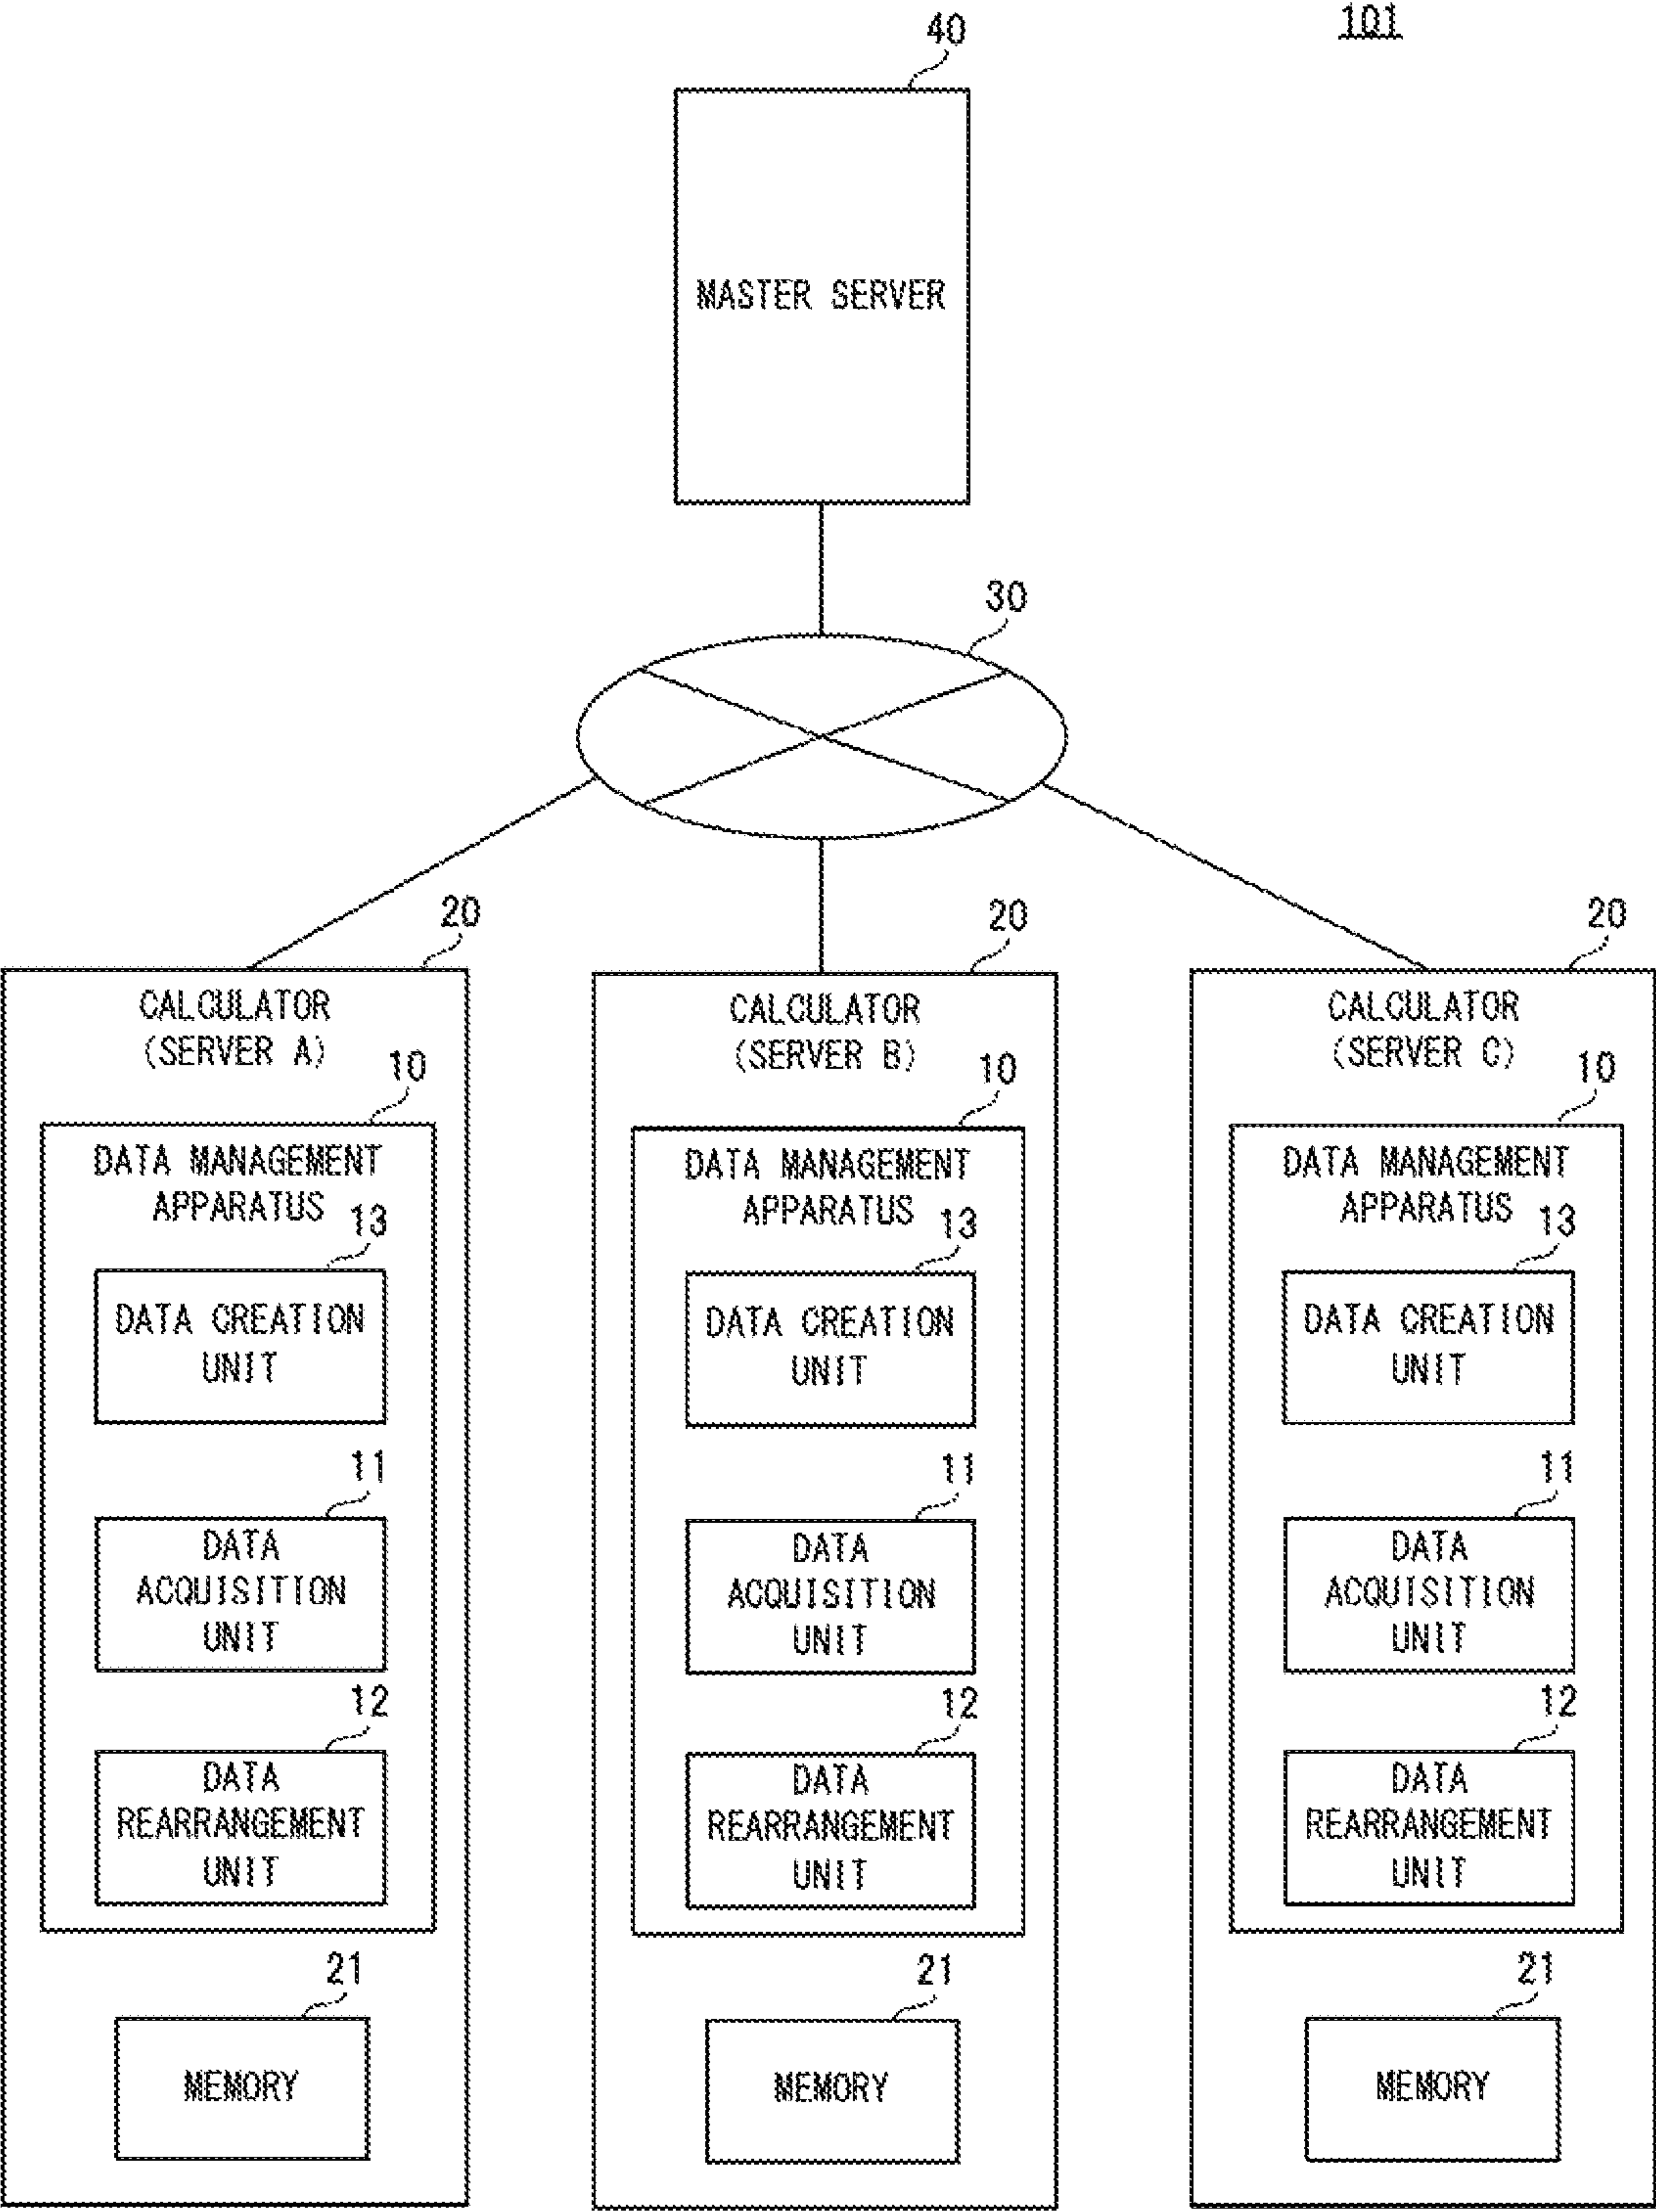 101
40
MASTER SERVER
30
20
CALCULATOR
(SERVER A)
10
DATA MANAGEMENT
APPARATUS
13
DATA CREATION
UNIT
11
DATA
ACQUISITION
UNIT
12
DATA
REARRANGEMENT
UNIT
21
MEMORY
20
CALCULATOR
(SERVER B)
10
DATA MANAGEMENT
APPARATUS
13
DATA CREATION
UNIT
11
DATA
ACQUISITION
UNIT
12
DATA
REARRANGEMENT
UNIT
21
MEMORY
20
CALCULATOR
(SERVER C)
10
DATA MANAGEMENT
APPARATUS
13
DATA CREATION
UNIT
11
DATA
ACQUISITION
UNIT
12
DATA
REARRANGEMENT
UNIT
21
MEMORY